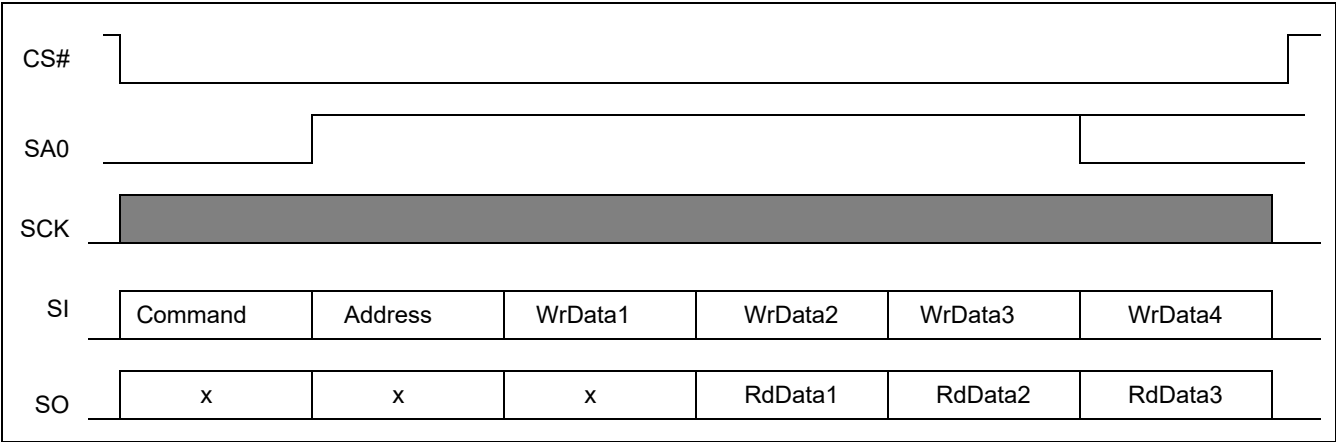 CS#
SA0
SCK
SI Command Address WrData1 WrData2 WrData3 WrData4
SO x x x RdData1 RdData2 RdData3